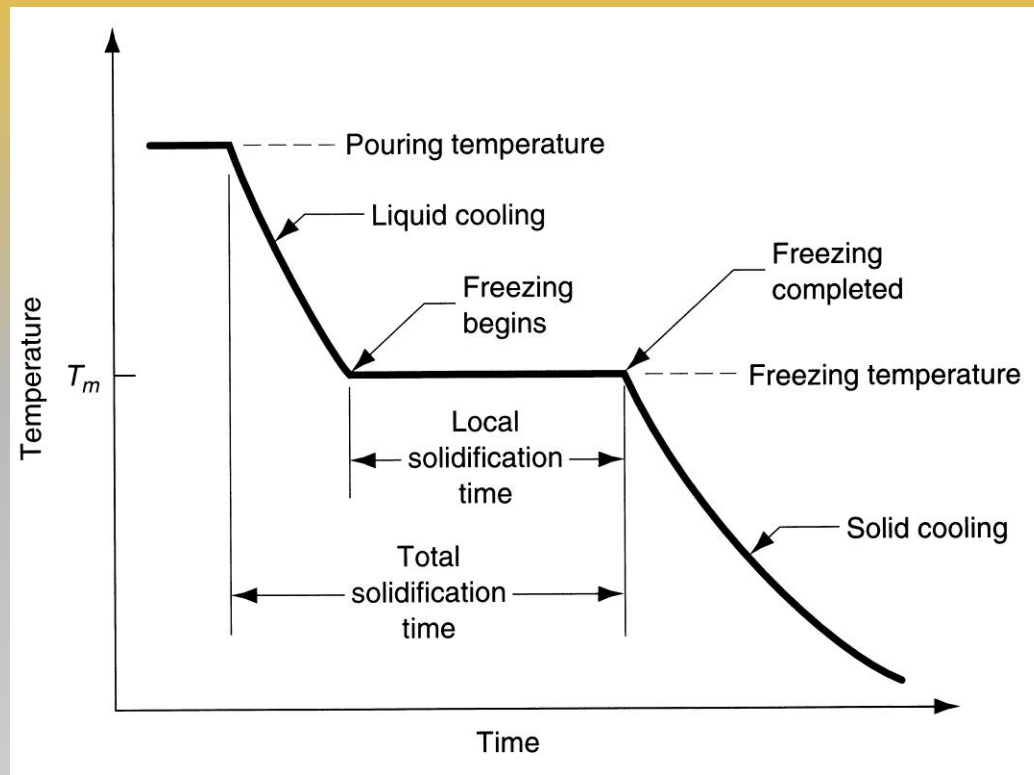 Pouring temperature
Liquid cooling
Freezing
begins
Freezing
completed
Temperature
Tm
Freezing temperature
Local
solidification
time
Solid cooling
Total
solidification
time
Time